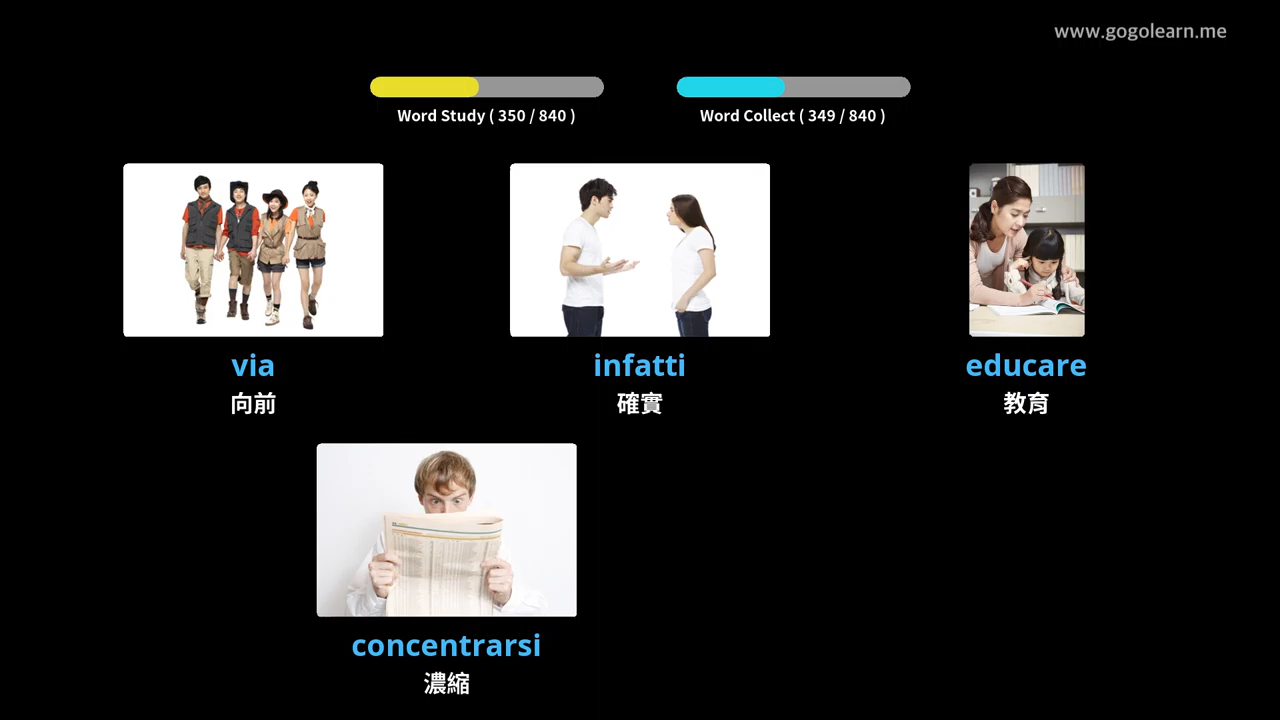 www.gogolearn.me
Word Study ( 350 / 840 )
Word Collect ( 349 / 840 )
via
向前
infatti
確實
educare
教育
concentrarsi
濃縮